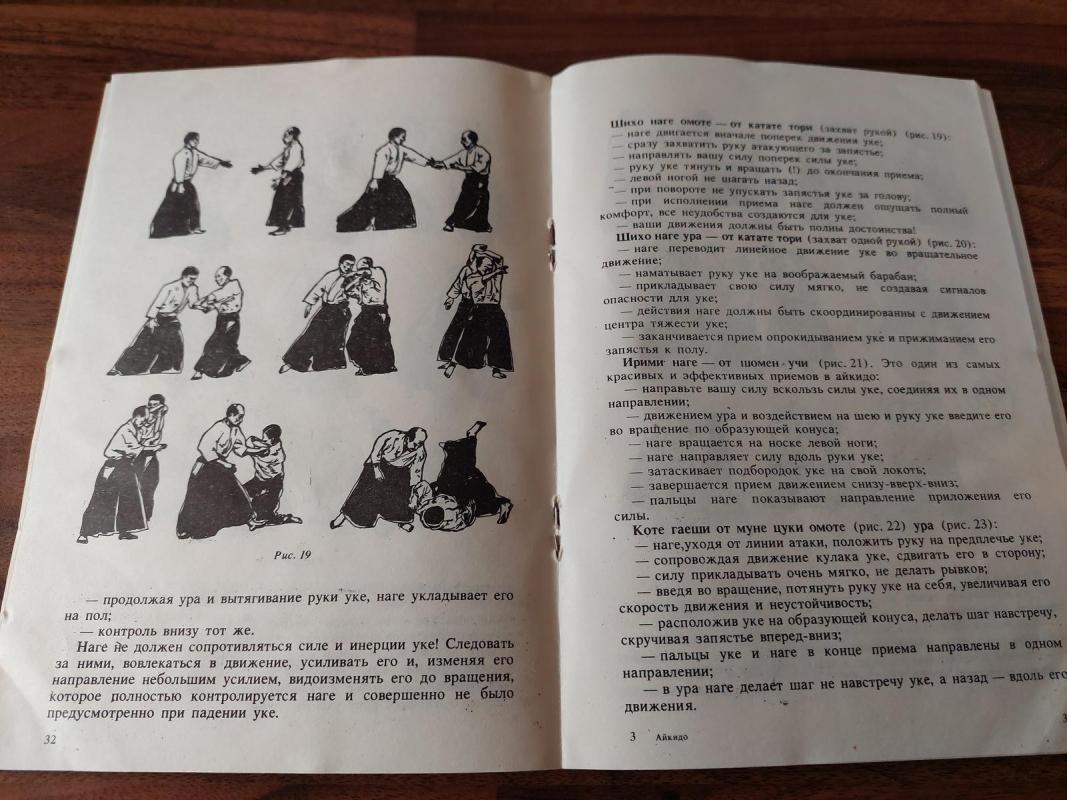 Рис. 19
— продолжая ура и вытягивание руки уке, наге укладывает его
на пол;
— контроль внизу тот же.
Наге не должен сопротивляться силе и инерции уке! Следовать
за ними, вовлекаться в движение, усиливать его и, изменяя его
направление небольшим усилием, видоизменять его до вращения,
которое полностью контролируется наге и совершенно не было
предусмотренно при падении уке.
32
Шихо наге омоте — от катате тори (захват рукой) (рис. 19):
— наге двигается вначале поперек движения уке;
— сразу захватить руку атакующего за запястье;
— направлять вашу силу поперек силы уке;
— руку уке тянуть и вращать (!) до окончания приема;
— левой ногой не шагать назад;
— при повороте не упускать запястья уке за голову;
— при исполнении приема наге должен ощущать полный
комфорт, все неудобства создаются для уке;
— ваши движения должны быть полны достоинства!
Шихо наге ура — от катате тори (захват одной рукой) (рис. 20):
— наге переводит линейное движение уке во вращательное
движение;
— наматывает руку уке на воображаемый барабан;
— прикладывает свою силу мягко, не создавая сигналов
опасности для уке;
— действия наге должны быть скоординированны с движением
центра тяжести уке;
— заканчивается прием опрокидыванием уке и прижиманием его
запястья к полу.
Ирими наге — от шомен-учи (рис. 21). Это один из самых
красивых и эффективных приемов в айкидо:
— направьте вашу силу вскользь силы уке, соединяя их в одном
направлении;
— движением ура и воздействием на шею и руку уке введите его
во вращение по образующей конуса;
— наге вращается на носке левой ноги;
— наге направляет силу вдоль руки уке;
— затаскивает подбородок уке на свой локоть;
— завершается прием движением снизу-вверх-вниз;
— пальцы наге показывают направление приложения его
силы.
Коте гаеши от муне цуки омоте (рис. 22) ура (рис. 23):
— наге,уходя от линии атаки, положить руку на предплечье уке;
— сопровождая движение кулака уке, сдвигать его в сторону;
— силу прикладывать очень мягко, не делать рывков;
— введя во вращение, потянуть руку уке на себя, увеличивая его
скорость движения и неустойчивость;
— расположив уке на образующей конуса, делать шаг навстречу,
скручивая запястье вперед-вниз;
— пальцы уке и наге в конце приема направлены в одном
направлении;
— в ура наге делает шаг не навстречу уке, а назад — вдоль его
движения.
3 Айкидо